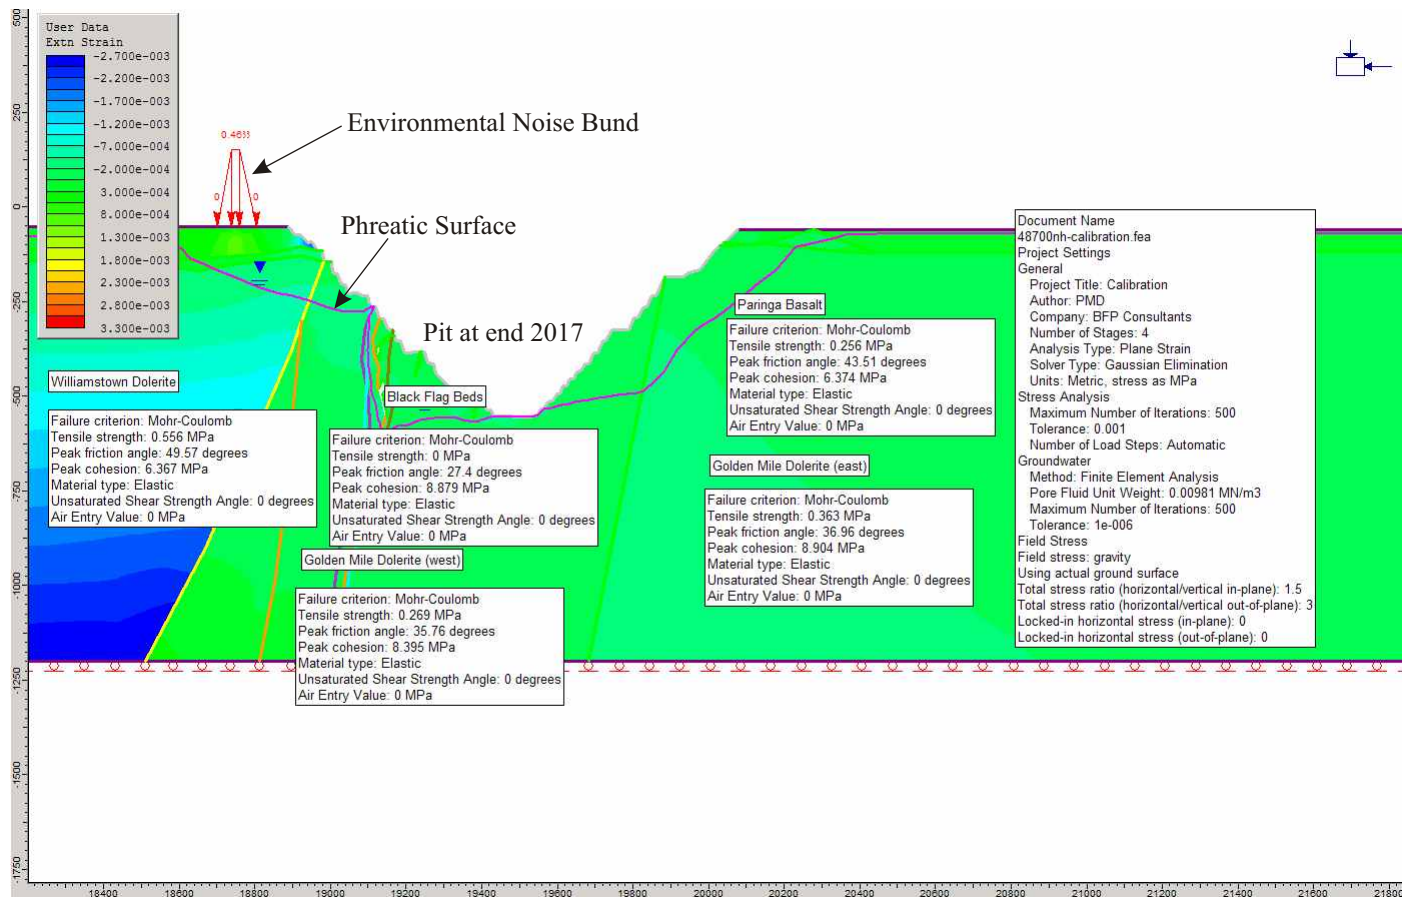 User Data
Extn Strain
-2.700e-003
-2.200e-003
-1.700e-003
-1.200e-003
-7.000e-004
-2.000e-004
3.000e-004
8.000e-004
1.300e-003
1.800e-003
2.300e-003
2.800e-003
3.300e-003
500
250
0
-250
-500
-750
-1000
-1250
-1500
-1750
0
0
Environmental Noise Bund
Phreatic Surface
Pit at end 2017
Williamstown Dolerite
Failure criterion: Mohr-Coulomb
Tensile strength: 0.556 MPa
Peak friction angle: 49.57 degrees
Peak cohesion: 6.367 MPa
Material type: Elastic
Unsaturated Shear Strength Angle: 0 degrees
Air Entry Value: 0 MPa
Black Flag Beds
Failure criterion: Mohr-Coulomb
Tensile strength: 0 MPa
Peak friction angle: 27.4 degrees
Peak cohesion: 8.879 MPa
Material type: Elastic
Unsaturated Shear Strength Angle: 0 degrees
Air Entry Value: 0 MPa
Golden Mile Dolerite (west)
Failure criterion: Mohr-Coulomb
Tensile strength: 0.269 MPa
Peak friction angle: 35.76 degrees
Peak cohesion: 8.395 MPa
Material type: Elastic
Unsaturated Shear Strength Angle: 0 degrees
Air Entry Value: 0 MPa
Paringa Basalt
Failure criterion: Mohr-Coulomb
Tensile strength: 0.256 MPa
Peak friction angle: 43.51 degrees
Peak cohesion: 6.374 MPa
Material type: Elastic
Unsaturated Shear Strength Angle: 0 degrees
Air Entry Value: 0 MPa
Golden Mile Dolerite (east)
Failure criterion: Mohr-Coulomb
Tensile strength: 0.363 MPa
Peak friction angle: 36.96 degrees
Peak cohesion: 8.904 MPa
Material type: Elastic
Unsaturated Shear Strength Angle: 0 degrees
Air Entry Value: 0 MPa
Document Name
48700nh-calibration.fea
Project Settings
General
Project Title: Calibration
Author: PMD
Company: BFP Consultants
Number of Stages: 4
Analysis Type: Plane Strain
Solver Type: Gaussian Elimination
Units: Metric, stress as MPa
Stress Analysis
Maximum Number of Iterations: 500
Tolerance: 0.001
Number of Load Steps: Automatic
Groundwater
Method: Finite Element Analysis
Pore Fluid Unit Weight: 0.00981 MN/m3
Maximum Number of Iterations: 500
Tolerance: 1e-006
Field Stress
Field stress: gravity
Using actual ground surface
Total stress ratio (horizontal/vertical in-plane): 1.5
Total stress ratio (horizontal/vertical out-of-plane): 3
Locked-in horizontal stress (in-plane): 0
Locked-in horizontal stress (out-of-plane): 0
18400 18600 18800 19000 19200 19400 19600 19800 20000 20200 20400 20600 20800 21000 21200 21400 21600 21800